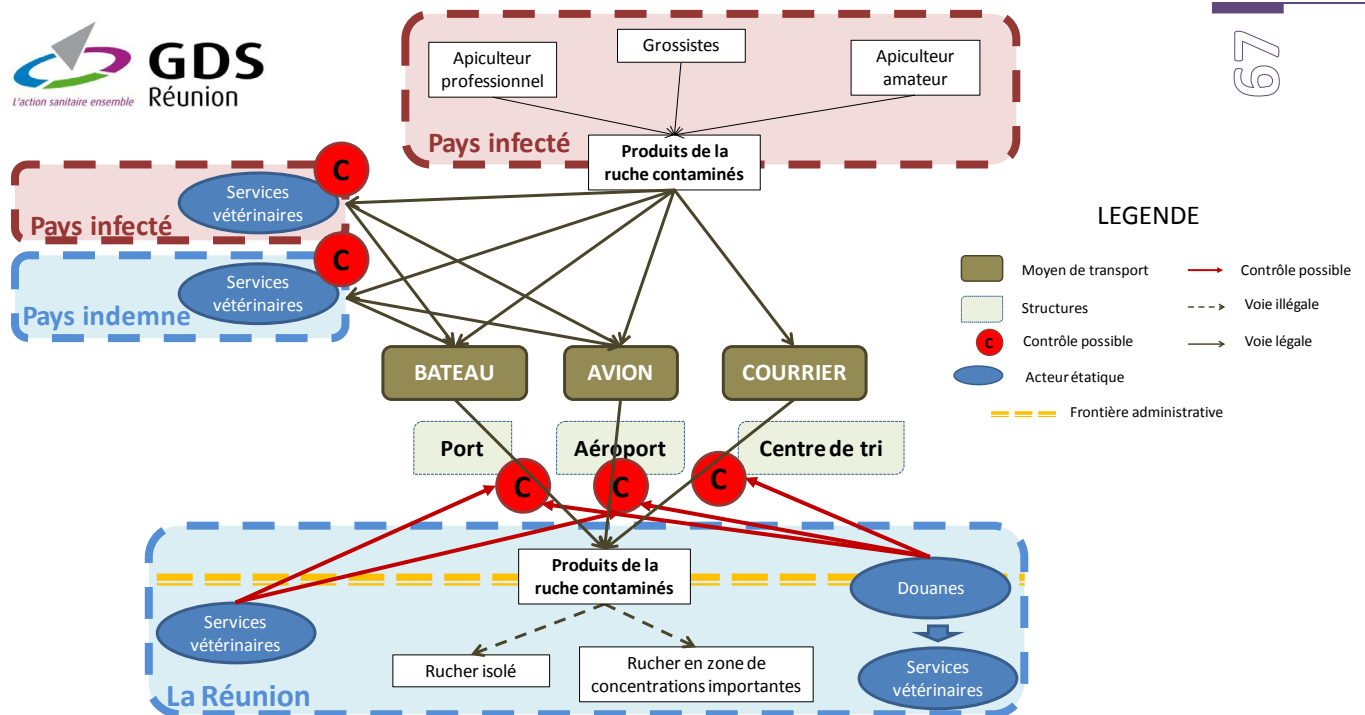 GDS
Réunion
L'action sanitaire ensemble
67
Apiculteur
professionnel
Grossistes
Apiculteur
amateur
Pays infecté
Produits de la
ruche contaminés
C
Services
vétérinaires
Pays infecté
C
Services
vétérinaires
Pays indemne
BATEAU
AVION
COURRIER
Port
Aéroport
Centre de tri
C
C
C
Produits de la
ruche contaminés
Douanes
Services
vétérinaires
Rucher isolé
Rucher en zone de
concentrations importantes
Services
vétérinaires
La Réunion
LEGENDE
Moyen de transport
Contrôle possible
Structures
Voie illégale
C
Contrôle possible
Voie légale
Acteur étatique
Frontière administrative